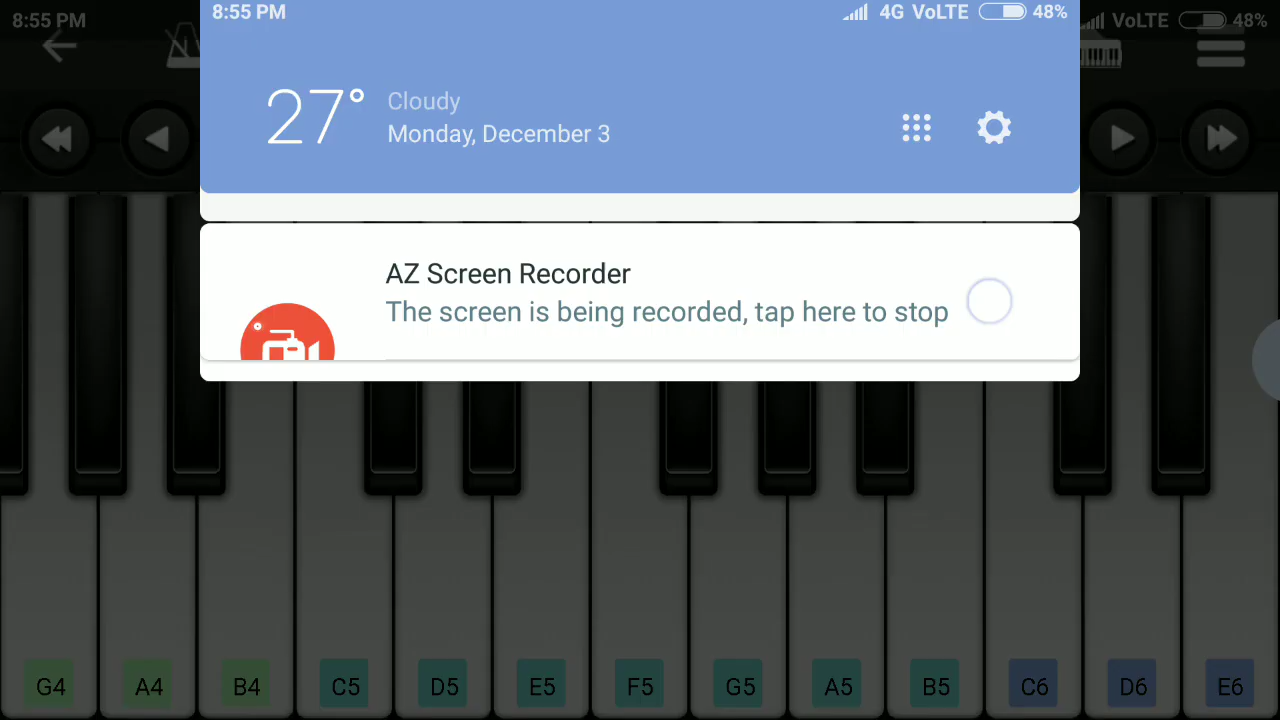 8:55 PM
8:55 PM
4G VoLTE
48%
VoLTE
48%
27°
Cloudy
Monday, December 3
AZ Screen Recorder
The screen is being recorded, tap here to stop
G4
A4
B4
C5
D5
E5
F5
G5
A5
B5
C6
D6
E6